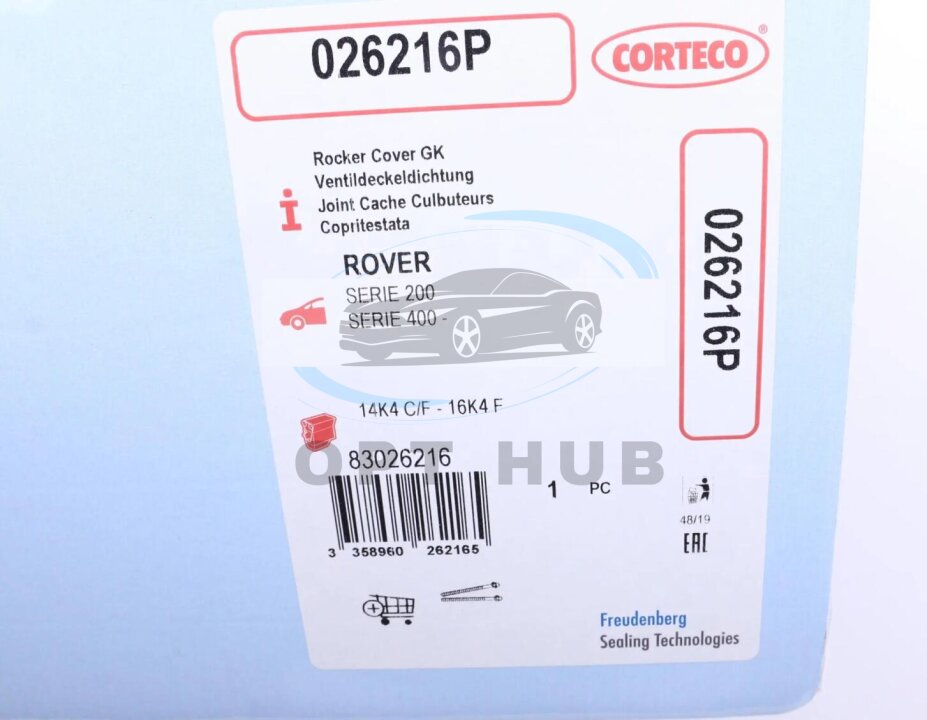 026216P
CORTECO®
Rocker Cover GK
Ventildeckeldichtung
Joint Cache Culbuteurs
Copritestata
ROVER
SERIE 200
SERIE 400 -
026216P
14K4 C/F - 16K4 F
OPT HUB
83026216
1 PC
3 358960 262165
48/19
EAC
Freudenberg
Sealing Technologies